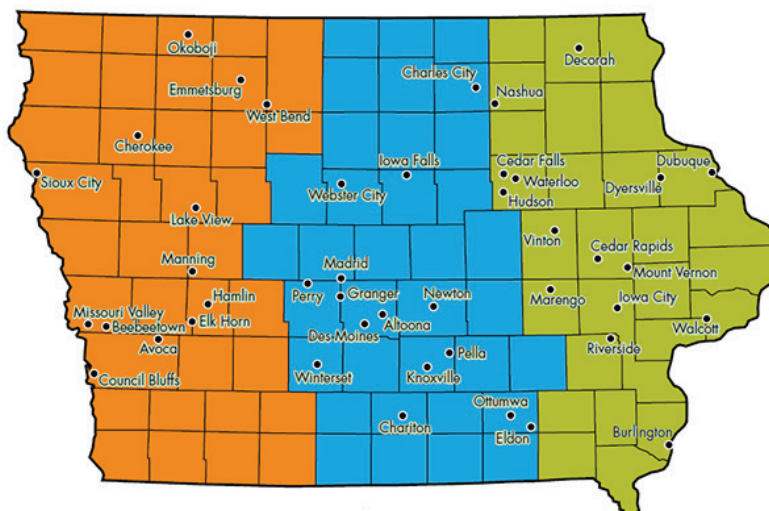 Okoboji
Decorah
Charles City
Emmetsburg
Nashua
West Bend
Cherokee
Iowa Falls
Cedar Falls
Dubuque
Sioux City
Waterloo
Dyersville
Webster City
Hudson
Lake View
Vinton
Cedar Rapids
Manning
Madrid
Mount Vernon
Perry
Granger
Marengo
Hamlin
Newton
Iowa City
Missouri Valley
Elk Horn
Altoona
Walcott
Beebeetown
Des Moines
Avoca
Riverside
Pella
Council Bluffs
Winterset
Knoxville
Ottumwa
Chariton
Eldon
Burlington